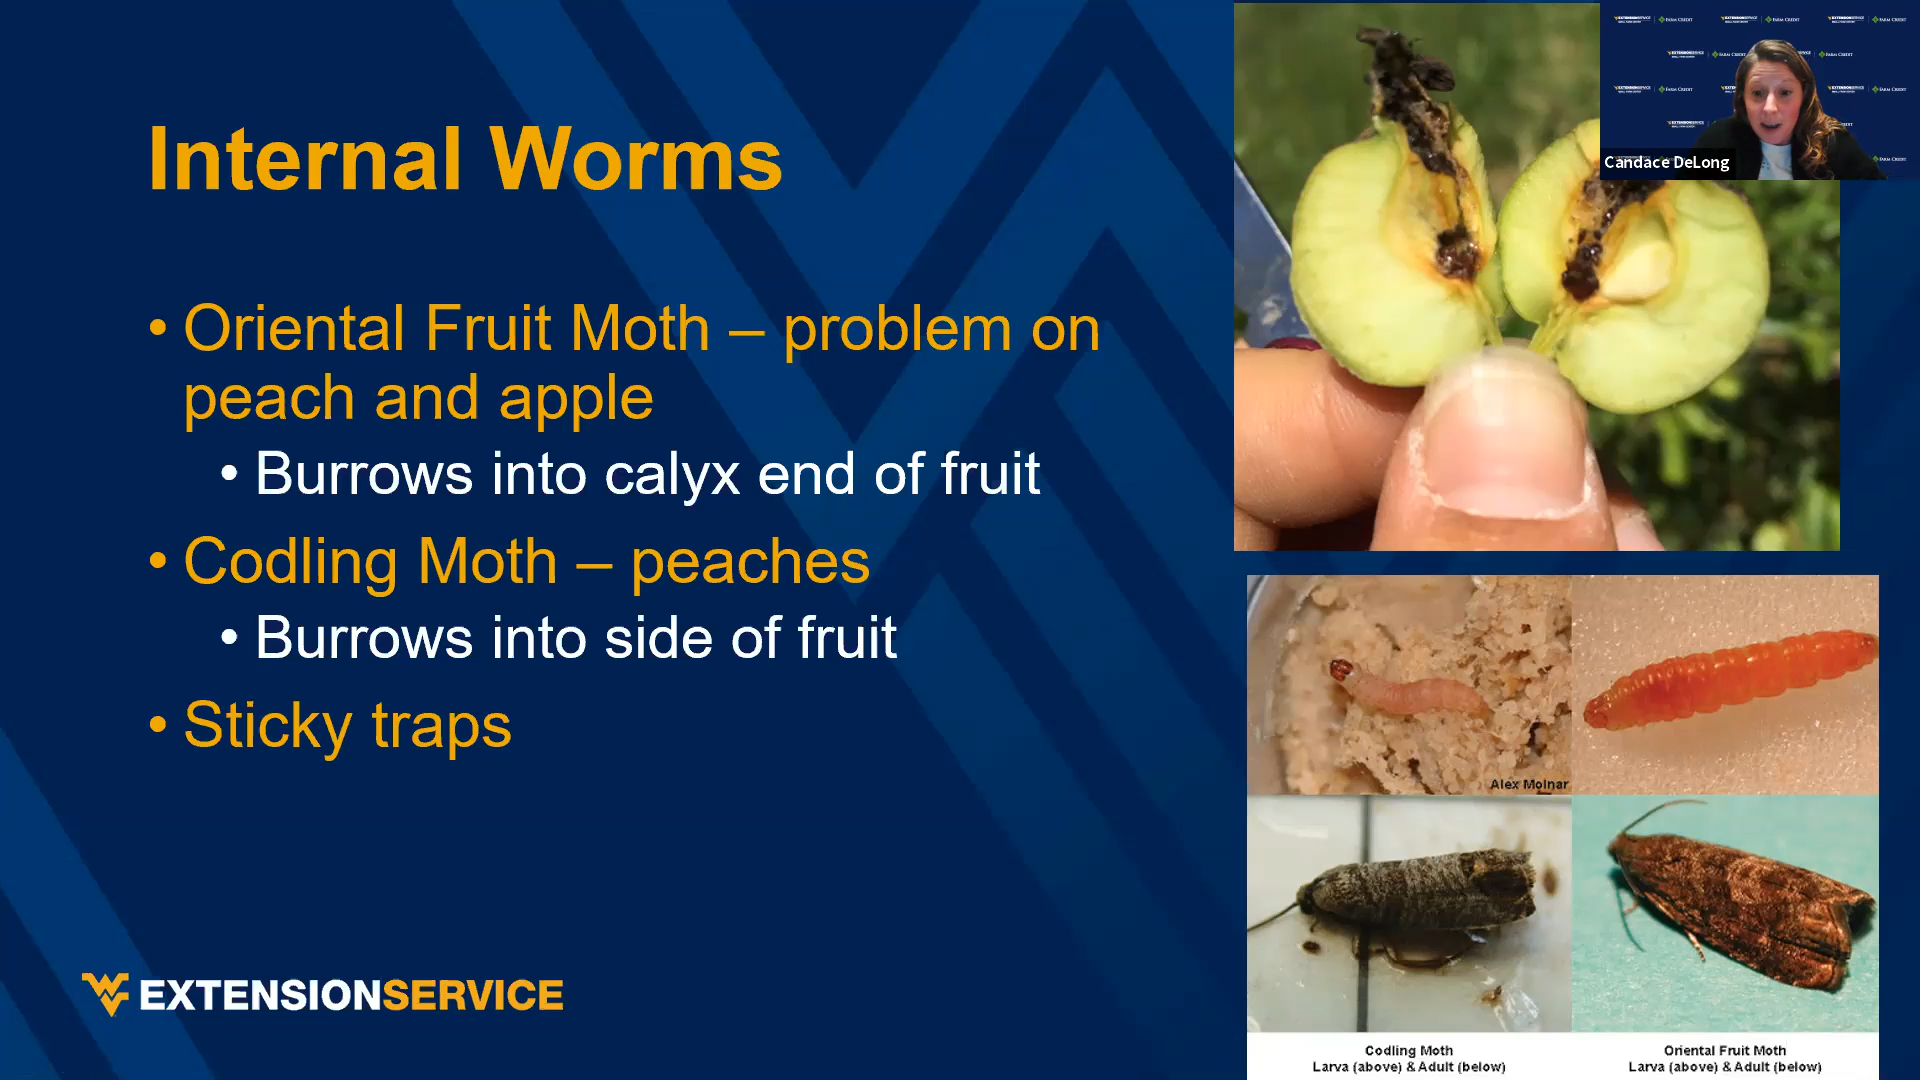 Internal Worms
• Oriental Fruit Moth – problem on
peach and apple
• Burrows into calyx end of fruit
• Codling Moth – peaches
• Burrows into side of fruit
• Sticky traps
EXTENSIONSERVICE
Candace DeLong
Alex Molnar
Codling Moth
Larva (above) & Adult (below)
Oriental Fruit Moth
Larva (above) & Adult (below)